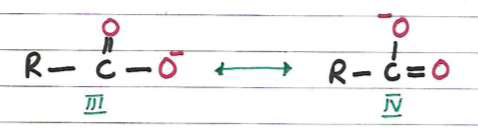 O O⁻
R — C — O⁻ ⟷ R — C = O
III IV